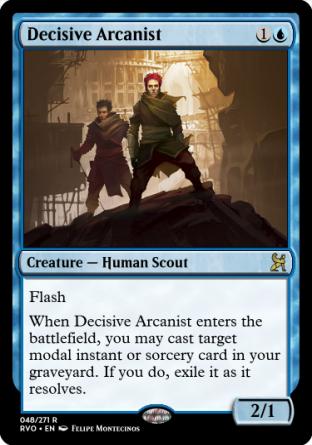 Decisive Arcanist 1
Creature — Human Scout
Flash
When Decisive Arcanist enters the
battlefield, you may cast target
modal instant or sorcery card in your
graveyard. If you do, exile it as it
resolves.
2/1
048/271 R
RVO • EN Felipe Montecinos